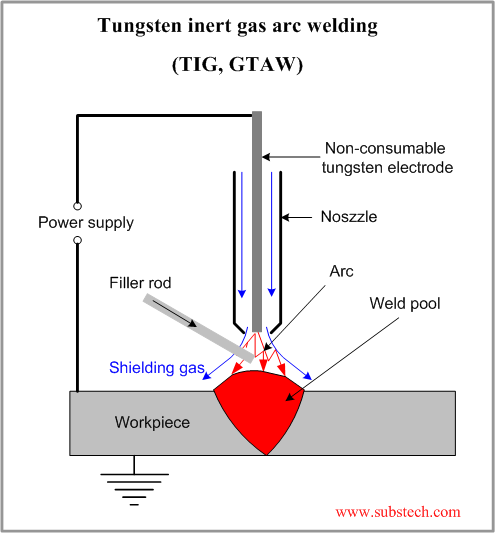 Tungsten inert gas arc welding
(TIG, GTAW)
Non-consumable
tungsten electrode
Power supply
Noszzle
Arc
Filler rod
Weld pool
Shielding gas
Workpiece
www.substech.com